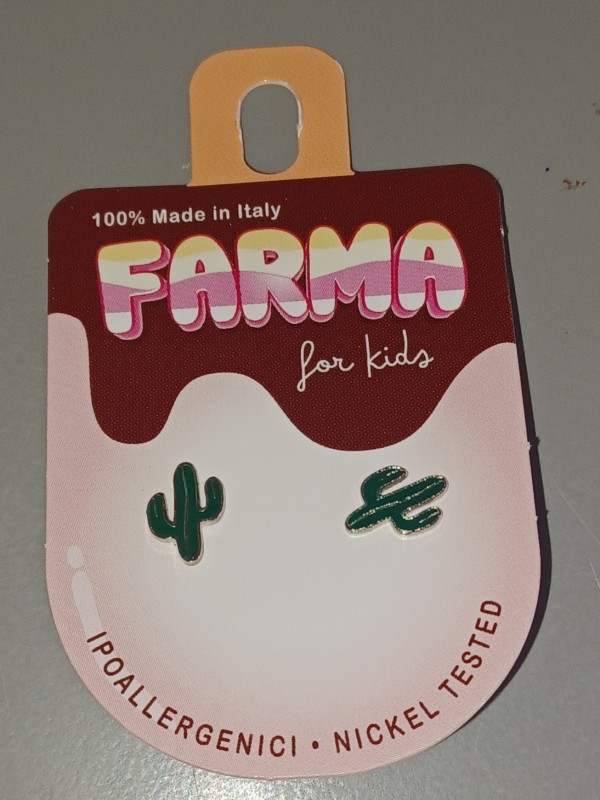 100% Made in Italy
FARMA
for kids
IPOALLERGENICI • NICKEL TESTED